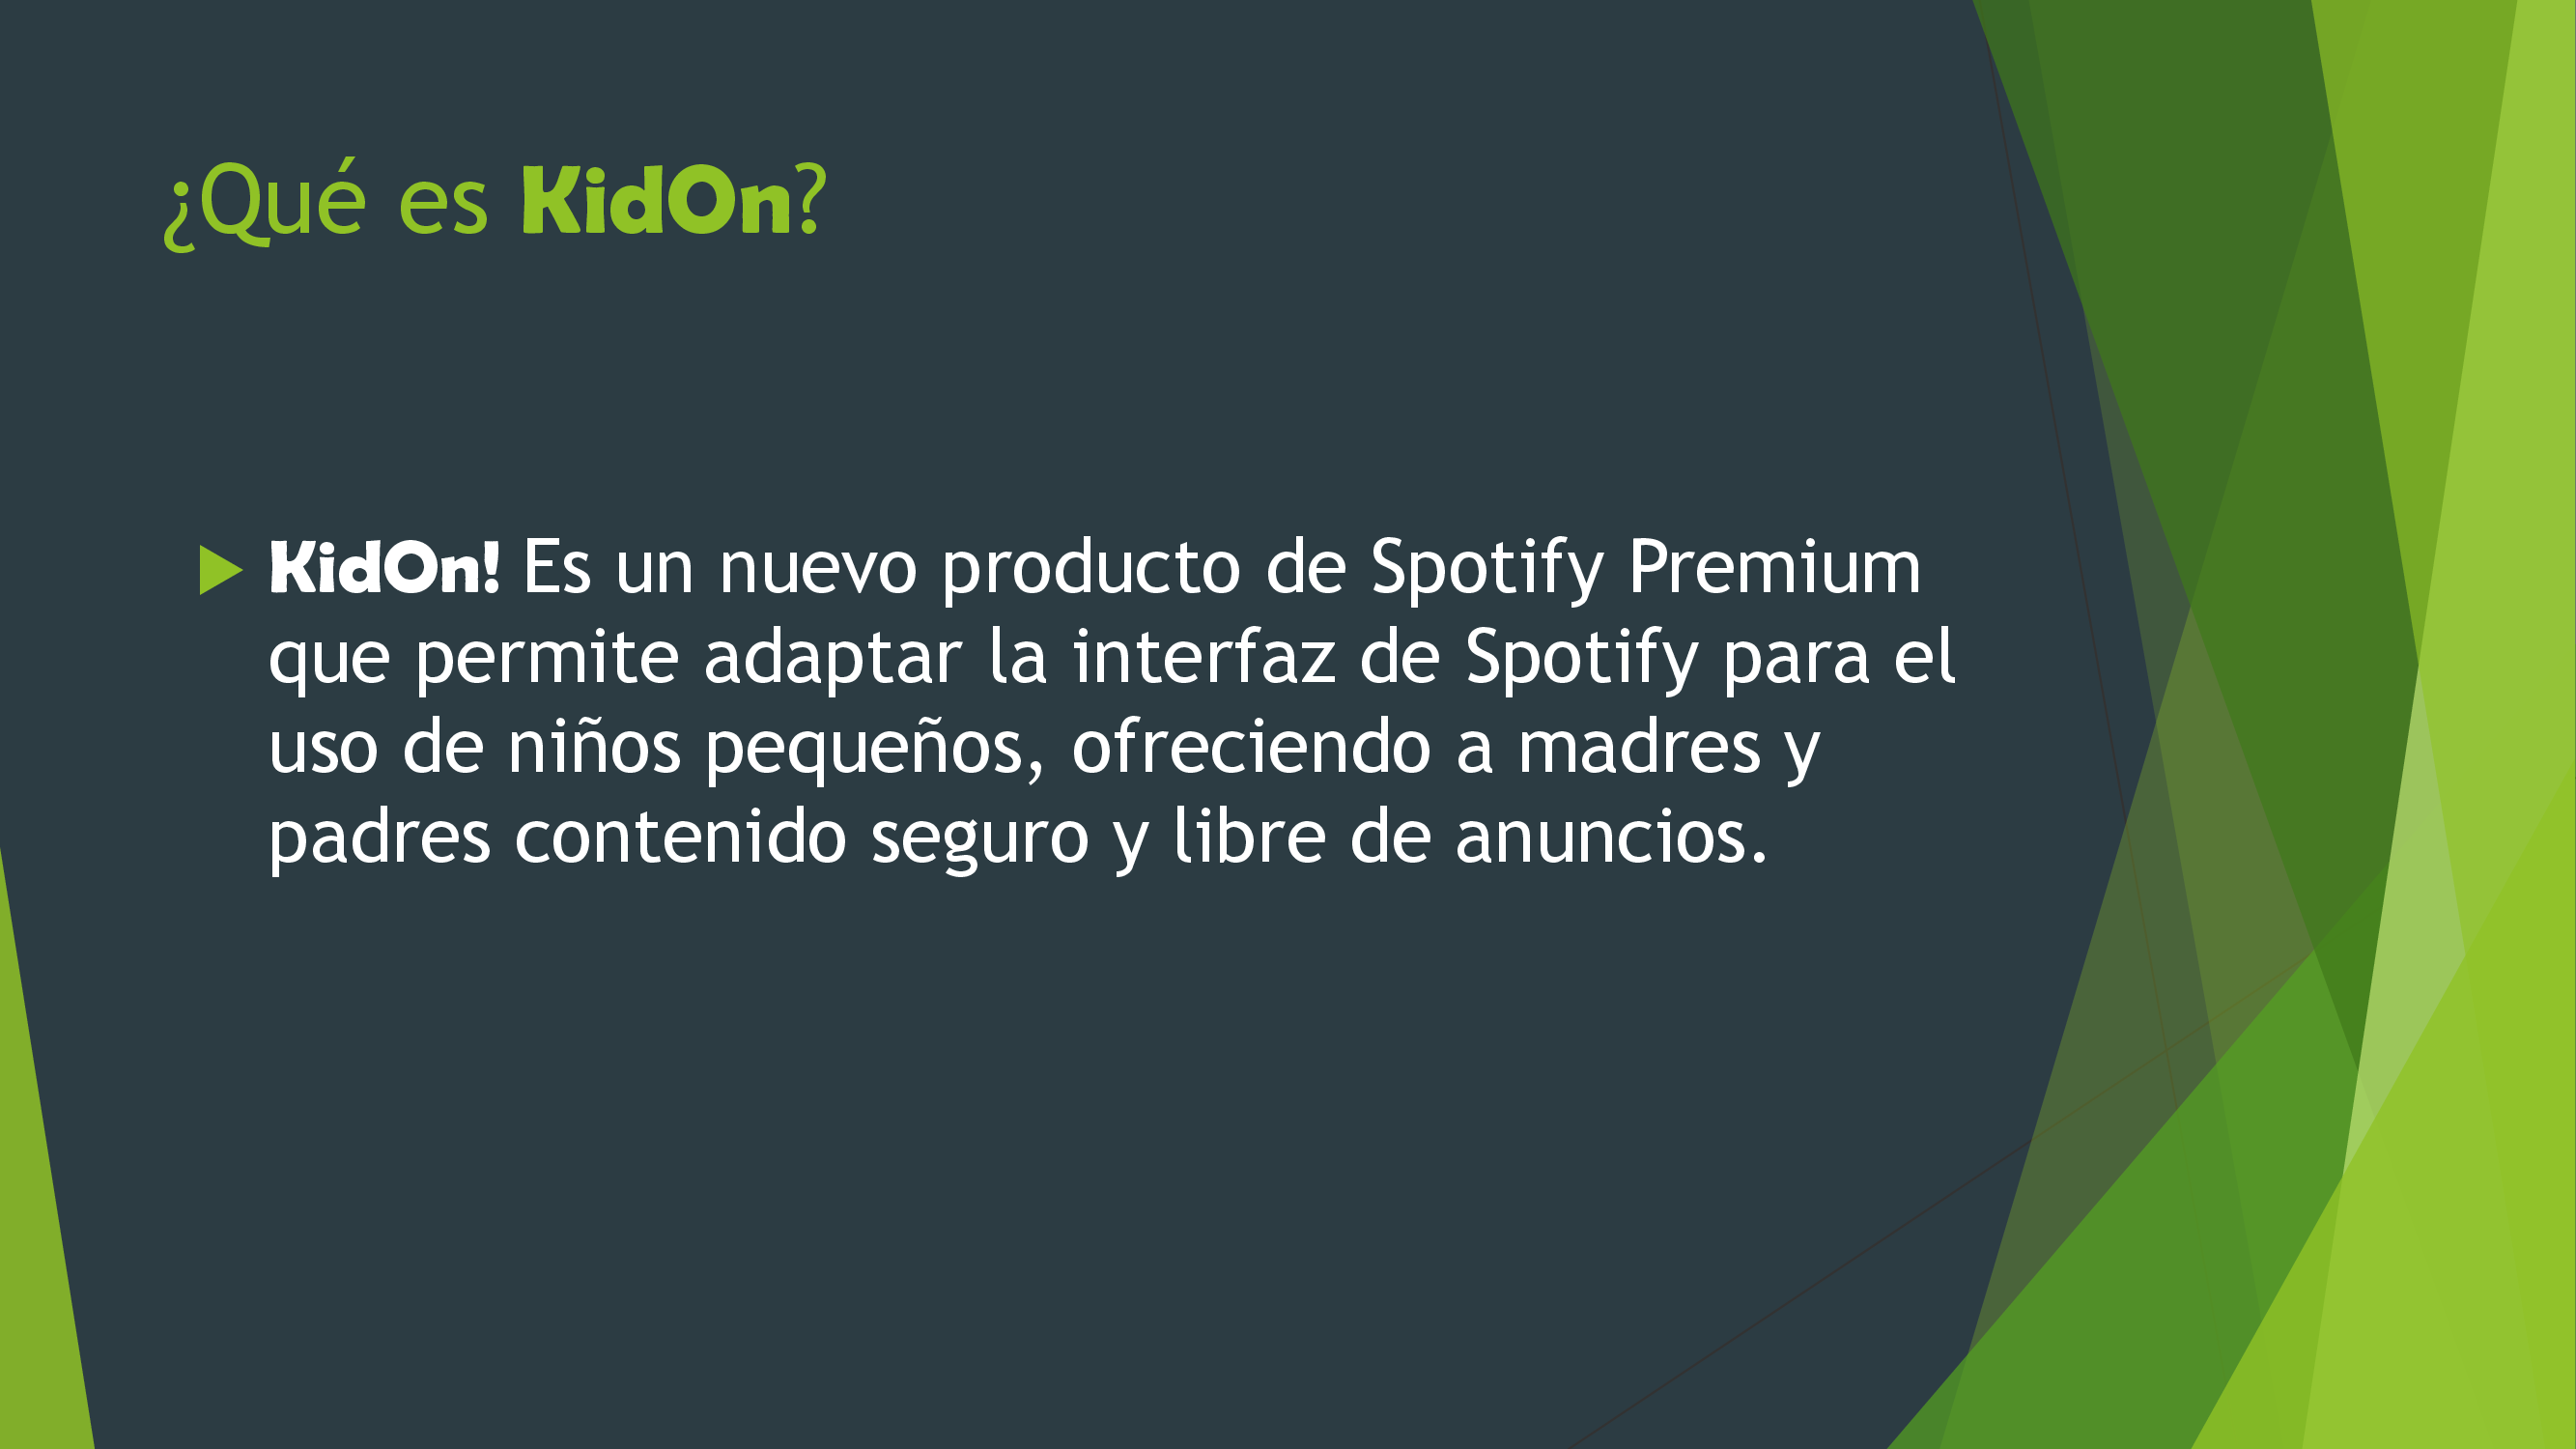 ¿Qué es KidOn?
KidOn! Es un nuevo producto de Spotify Premium
que permite adaptar la interfaz de Spotify para el
uso de niños pequeños, ofreciendo a madres y
padres contenido seguro y libre de anuncios.